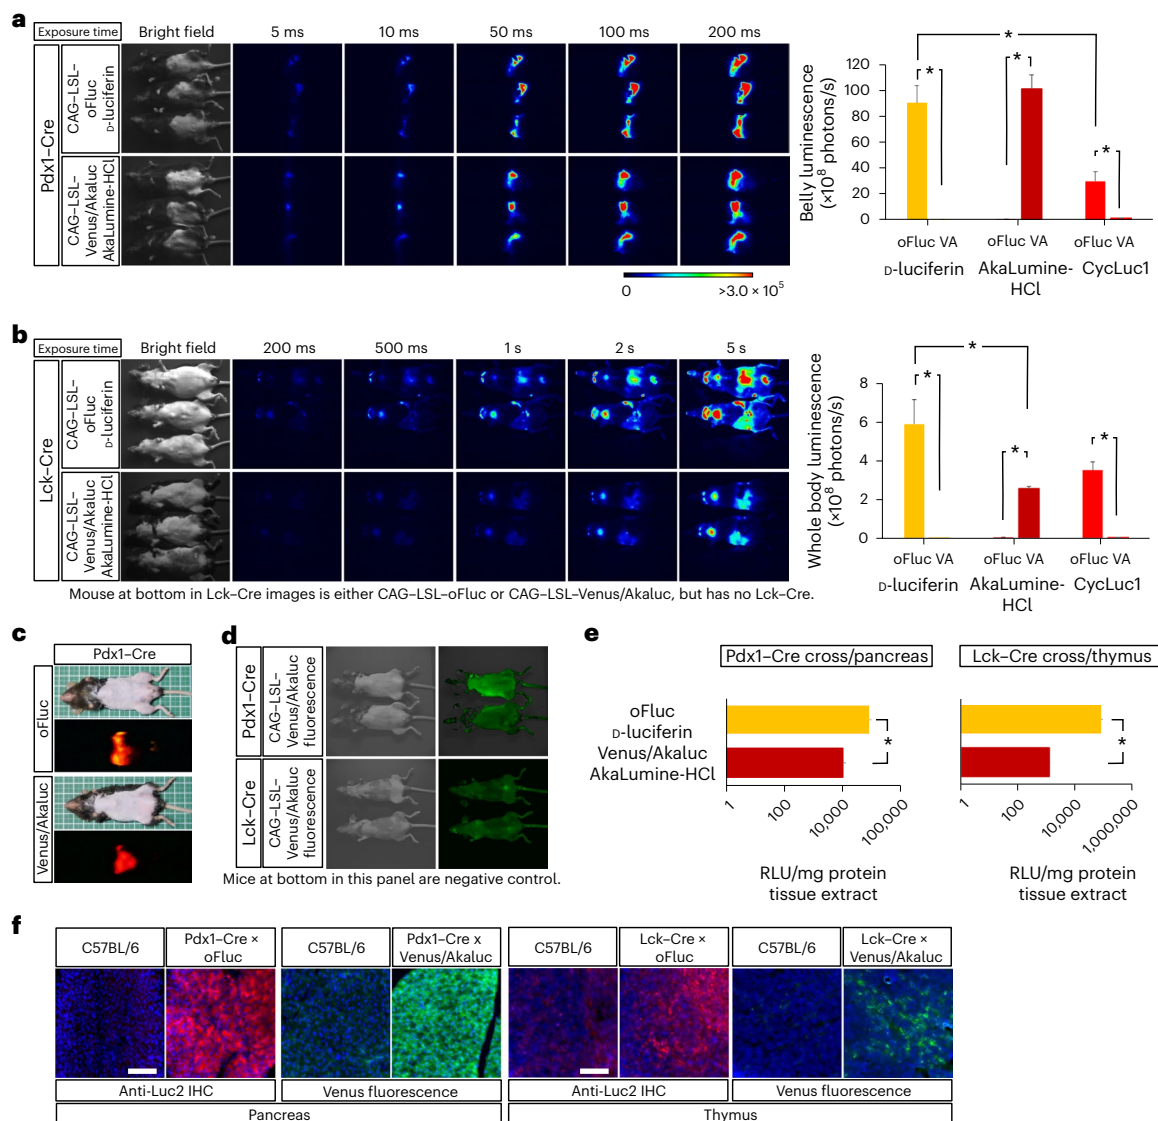 a
Exposure time
Bright field
5 ms
10 ms
50 ms
100 ms
200 ms
Pdx1–Cre
CAG–LSL–
oFluc
D-luciferin
CAG–LSL–
Venus/Akaluc
AkaLumine-HCl
0
>3.0 × 10⁵
Belly luminescence
(×10⁸ photons/s)
120
100
80
60
40
20
0
*
*
*
*
oFluc VA
oFluc VA
oFluc VA
D-luciferin
AkaLumine-
HCl
CycLuc1
b
Exposure time
Bright field
200 ms
500 ms
1 s
2 s
5 s
Lck–Cre
CAG–LSL–
oFluc
D-luciferin
CAG–LSL–
Venus/Akaluc
AkaLumine-HCl)
Mouse at bottom in Lck–Cre images is either CAG–LSL–oFluc or CAG–LSL–Venus/Akaluc, but has no Lck–Cre.
Whole body luminescence
(×10⁸ photons/s)
8
6
4
2
0
*
*
*
*
oFluc VA
oFluc VA
oFluc VA
D-luciferin
AkaLumine-
HCl
CycLuc1
c
Pdx1–Cre
oFluc
Venus/Akaluc
d
Pdx1–Cre
CAG–LSL–
Venus/Akaluc
fluorescence
Lck–Cre
CAG–LSL–
Venus/Akaluc
fluorescence
Mice at bottom in this panel are negative control.
e
Pdx1–Cre cross/pancreas
Lck–Cre cross/thymus
oFluc
D-luciferin
Venus/Akaluc
AkaLumine-HCl
*
*
1
100
10,000
100,000
1
100
10,000
1,000,000
RLU/mg protein
tissue extract
RLU/mg protein
tissue extract
f
C57BL/6
Pdx1–Cre ×
oFluc
C57BL/6
Pdx1–Cre x
Venus/Akaluc
C57BL/6
Lck–Cre ×
oFluc
C57BL/6
Lck–Cre ×
Venus/Akaluc
Anti-Luc2 IHC
Venus fluorescence
Anti-Luc2 IHC
Venus fluorescence
Pancreas
Thymus